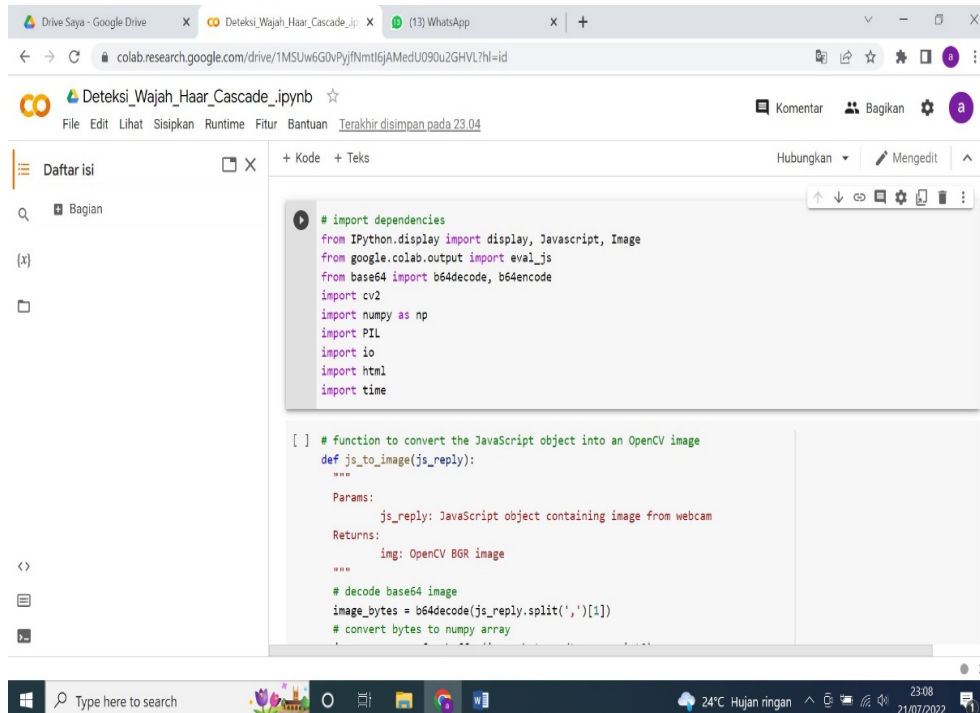 Drive Saya - Google Drive
Deteksi_Wajah_Haar_Cascade_.ip
(13) WhatsApp
colab.research.google.com/drive/1MSUw6G0vPyjfNmtI6jAMedU090u2GHVL?hl=id
Deteksi_Wajah_Haar_Cascade_.ipynb
File Edit Lihat Sisipkan Runtime Fitur Bantuan Terakhir disimpan pada 23.04
Komentar Bagikan a
Daftar isi
+ Kode + Teks
Hubungkan Mengedit
Bagian
{x}
# import dependencies
from IPython.display import display, Javascript, Image
from google.colab.output import eval_js
from base64 import b64decode, b64encode
import cv2
import numpy as np
import PIL
import io
import html
import time
[ ] # function to convert the JavaScript object into an OpenCV image
def js_to_image(js_reply):
"""
Params:
js_reply: JavaScript object containing image from webcam
Returns:
img: OpenCV BGR image
"""
# decode base64 image
image_bytes = b64decode(js_reply.split(',')[1])
# convert bytes to numpy array
Type here to search
24°C Hujan ringan
23:08
21/07/2022